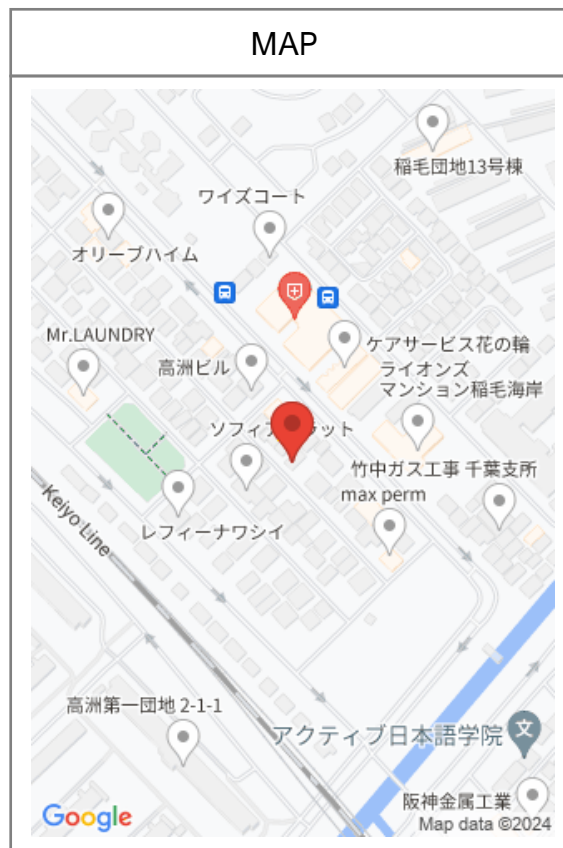 MAP
稲毛団地13号棟
ワイズコート
オリーブハイム
Mr.LAUNDRY
ケアサービス花の輪
高洲ビル
ライオンズ
マンション稲毛海岸
ソフィア
ラット
竹中ガス工事 千葉支所
max perm
レフィーナワシイ
Keiyo Line
高洲第一団地 2-1-1
アクティブ日本語学院
文
阪神金属工業
Google
Map data ©2024